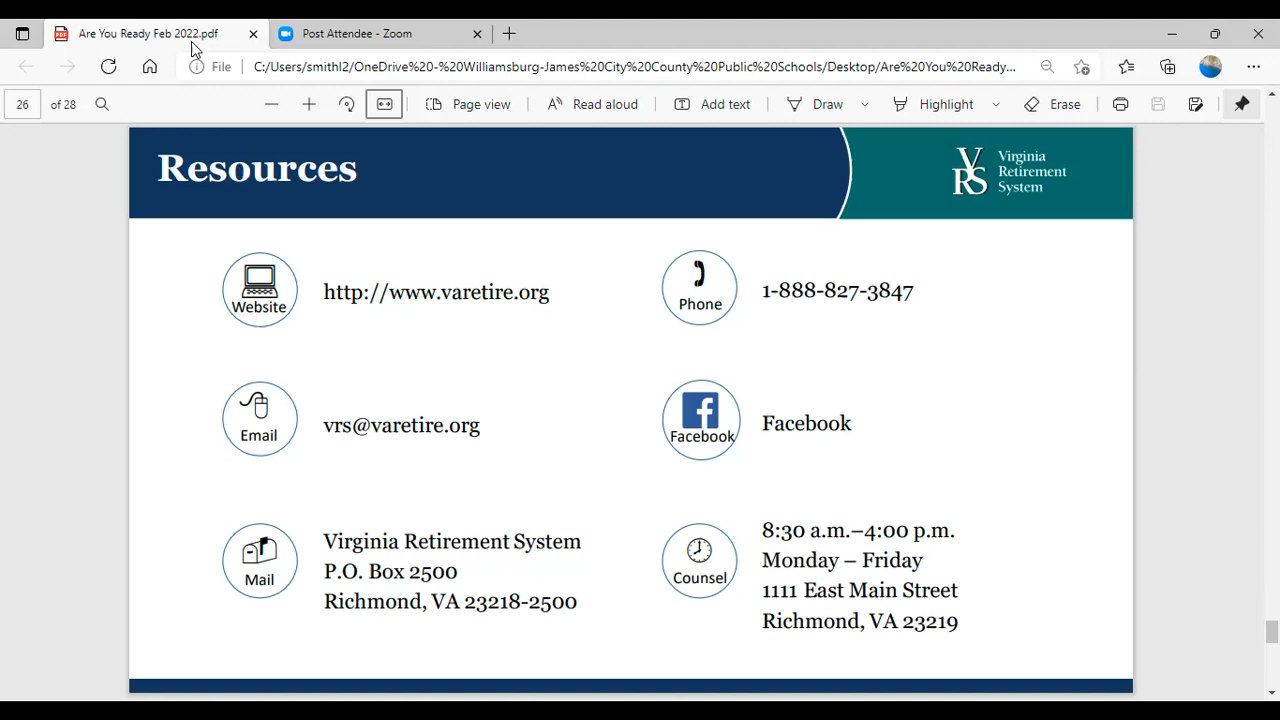 Are You Ready Feb 2022.pdf
Post Attendee - Zoom
File
C:/Users/smithl2/OneDrive%20-%20Williamsburg-James%20City%20County%20Public%20Schools/Desktop/Are%20You%20Ready...
26 of 28
Page view
Read aloud
Add text
Draw
Highlight
Erase
Resources
VRS
Virginia
Retirement
System
Website
http://www.varetire.org
Phone
1-888-827-3847
Email
vrs@varetire.org
Facebook
Facebook
Mail
Virginia Retirement System
P.O. Box 2500
Richmond, VA 23218-2500
Counsel
8:30 a.m.–4:00 p.m.
Monday – Friday
1111 East Main Street
Richmond, VA 23219